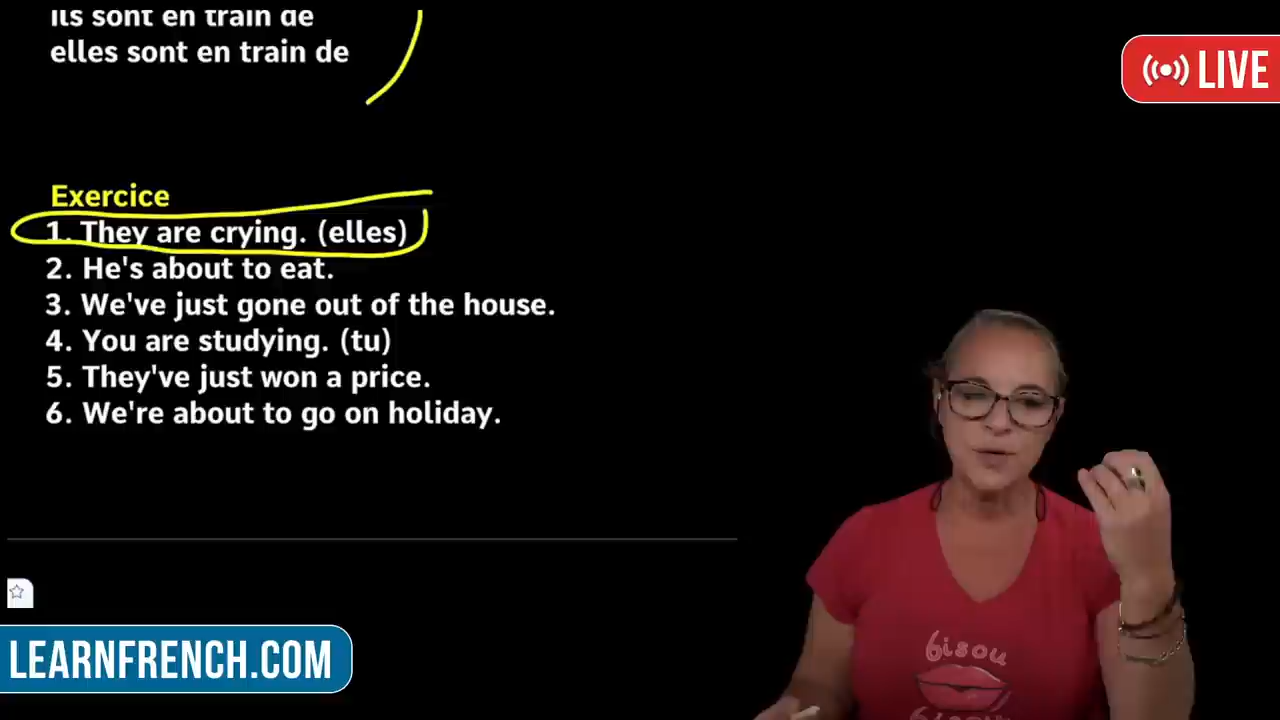 ils sont en train de
elles sont en train de
LIVE
Exercice
1. They are crying. (elles)
2. He's about to eat.
3. We've just gone out of the house.
4. You are studying. (tu)
5. They've just won a price.
6. We're about to go on holiday.
LEARNFRENCH.COM
bisou